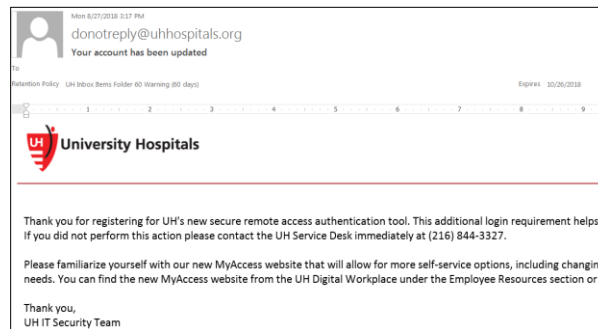 Mon 8/27/2018 3:17 PM
donotreply@uhhospitals.org
Your account has been updated
To
Retention Policy UH Inbox Items Folder 60 Warning (60 days) Expires 10/26/2018
1 2 3 4 5 6 7 8 9
UH University Hospitals
Thank you for registering for UH's new secure remote access authentication tool. This additional login requirement helps
If you did not perform this action please contact the UH Service Desk immediately at (216) 844-3327.
Please familiarize yourself with our new MyAccess website that will allow for more self-service options, including changin
needs. You can find the new MyAccess website from the UH Digital Workplace under the Employee Resources section or
Thank you,
UH IT Security Team